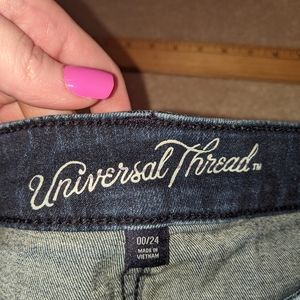 Universal Thread™
00/24
MADE IN
VIETNAM